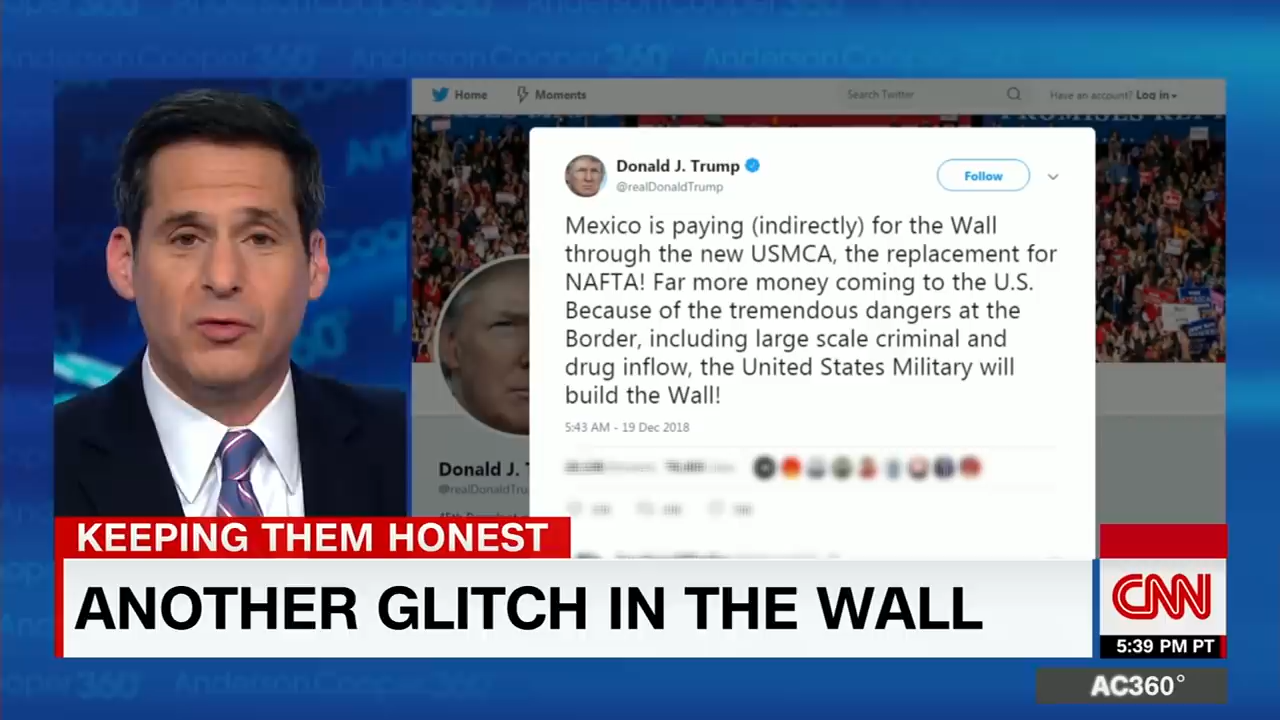 Anderson Cooper 360°
Home
Moments
Search Twitter
Have an account? Log in
Donald J. Trump
@realDonaldTrump
Follow
Mexico is paying (indirectly) for the Wall
through the new USMCA, the replacement for
NAFTA! Far more money coming to the U.S.
Because of the tremendous dangers at the
Border, including large scale criminal and
drug inflow, the United States Military will
build the Wall!
5:43 AM - 19 Dec 2018
Donald J. T
@realDonaldTru
KEEPING THEM HONEST
ANOTHER GLITCH IN THE WALL
CNN
5:39 PM PT
AC360°